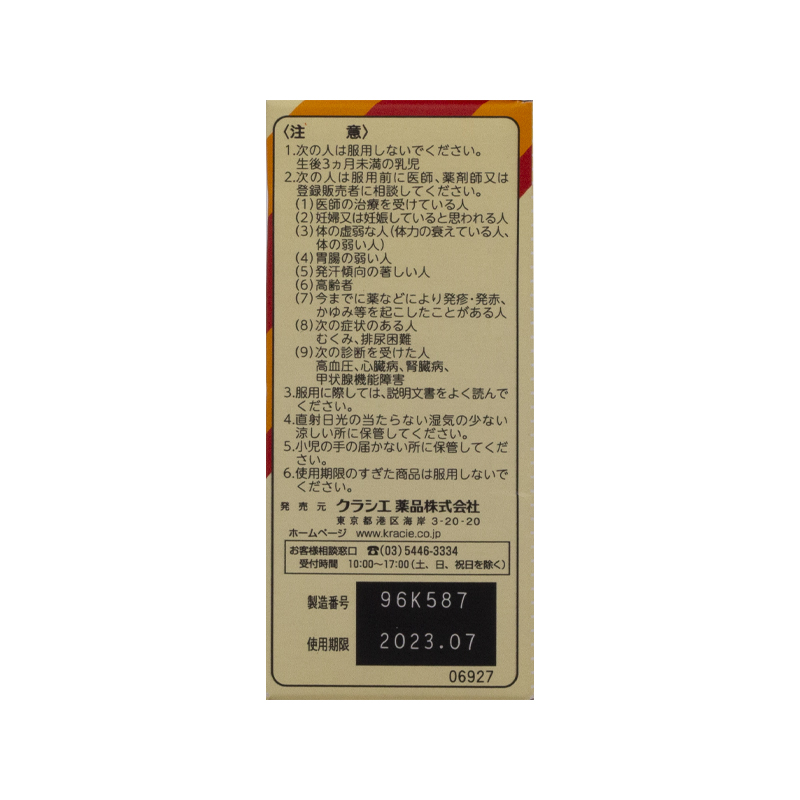 〈注　意〉
1.次の人は服用しないでください。
生後3ヵ月未満の乳児
2.次の人は服用前に医師、薬剤師又は
登録販売者に相談してください。
(1)医師の治療を受けている人
(2)妊婦又は妊娠していると思われる人
(3)体の虚弱な人(体力の衰えている人、
体の弱い人)
(4)胃腸の弱い人
(5)発汗傾向の著しい人
(6)高齢者
(7)今までに薬などにより発疹・発赤、
かゆみ等を起こしたことがある人
(8)次の症状のある人
むくみ、排尿困難
(9)次の診断を受けた人
高血圧、心臓病、腎臓病、
甲状腺機能障害
3.服用に際しては、説明文書をよく読んで
ください。
4.直射日光の当たらない湿気の少ない
涼しい所に保管してください。
5.小児の手の届かない所に保管してくだ
さい。
6.使用期限のすぎた商品は服用しないで
ください。
発売元 クラシエ薬品株式会社
東京都港区海岸 3-20-20
ホームページ www.kracie.co.jp
お客様相談窓口 ☎(03)5446-3334
受付時間 10:00〜17:00(土、日、祝日を除く)
製造番号 96K587
使用期限 2023.07
06927